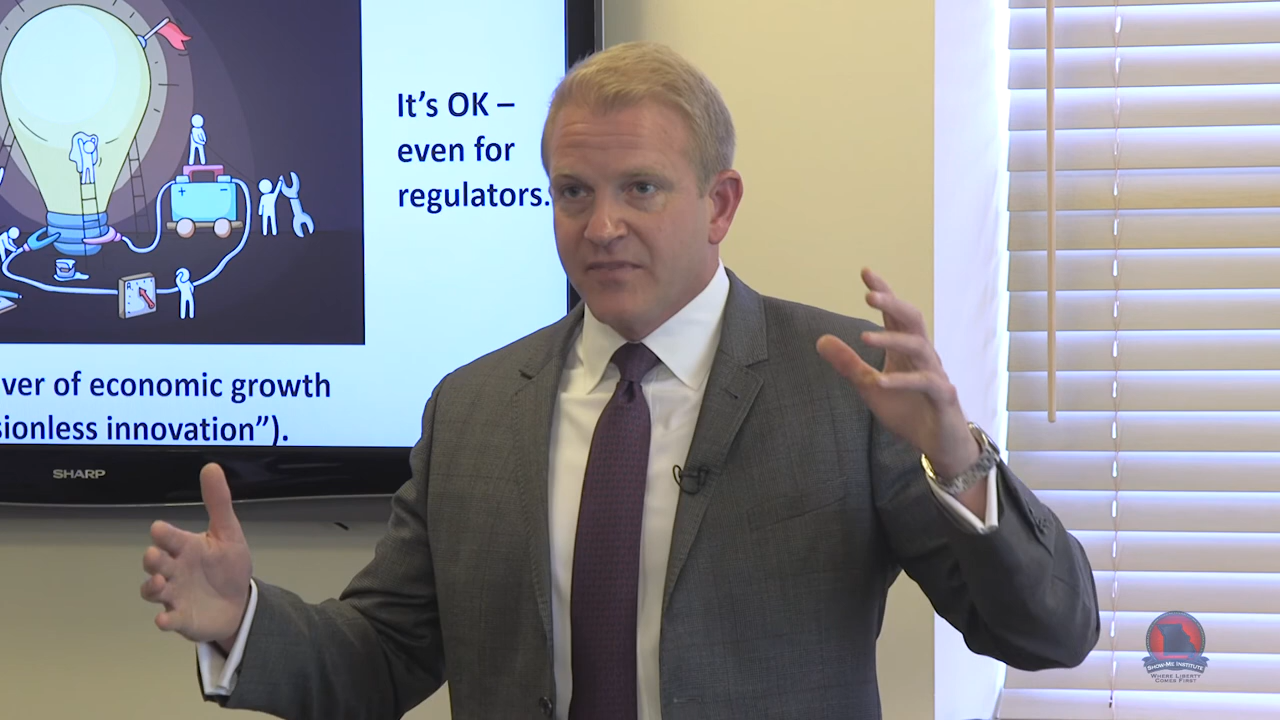 It's OK –
even for
regulators.
ver of economic growth
sionless innovation").
SHARP
SHOW-ME INSTITUTE
WHERE LIBERTY
COMES FIRST